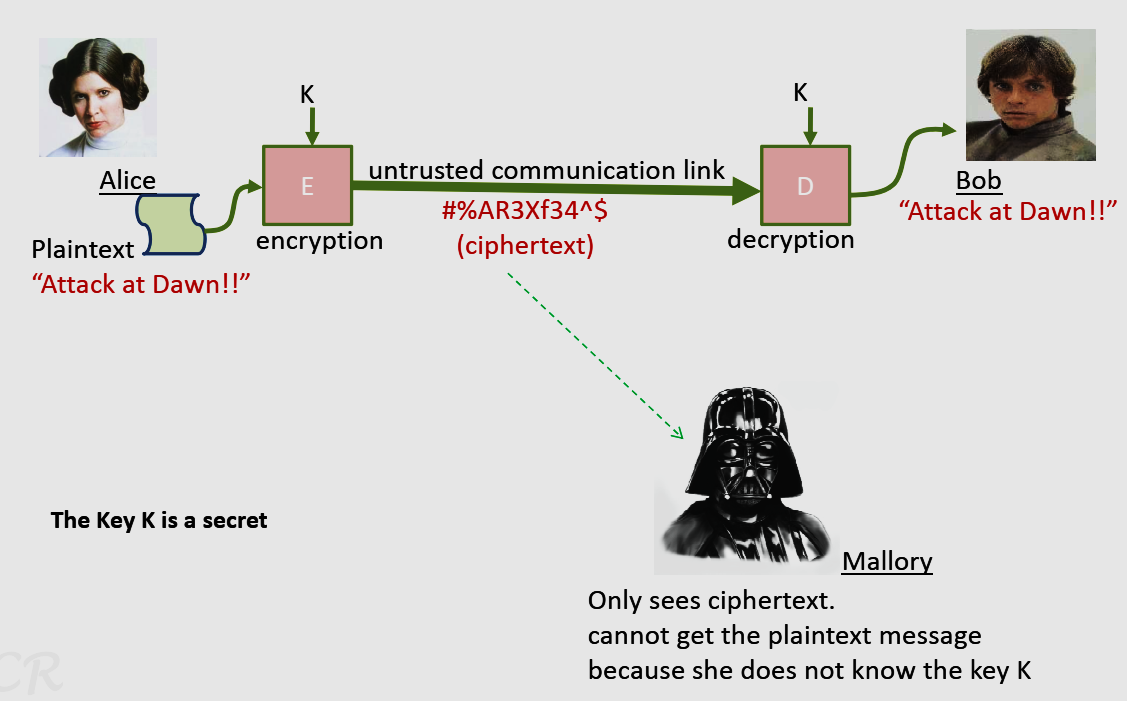 K
K
untrusted communication link
Alice
E
D
Bob
#%AR3Xf34^$
“Attack at Dawn!!”
Plaintext
encryption
(ciphertext)
decryption
“Attack at Dawn!!”
The Key K is a secret
Mallory
Only sees ciphertext.
cannot get the plaintext message
because she does not know the key K
CR